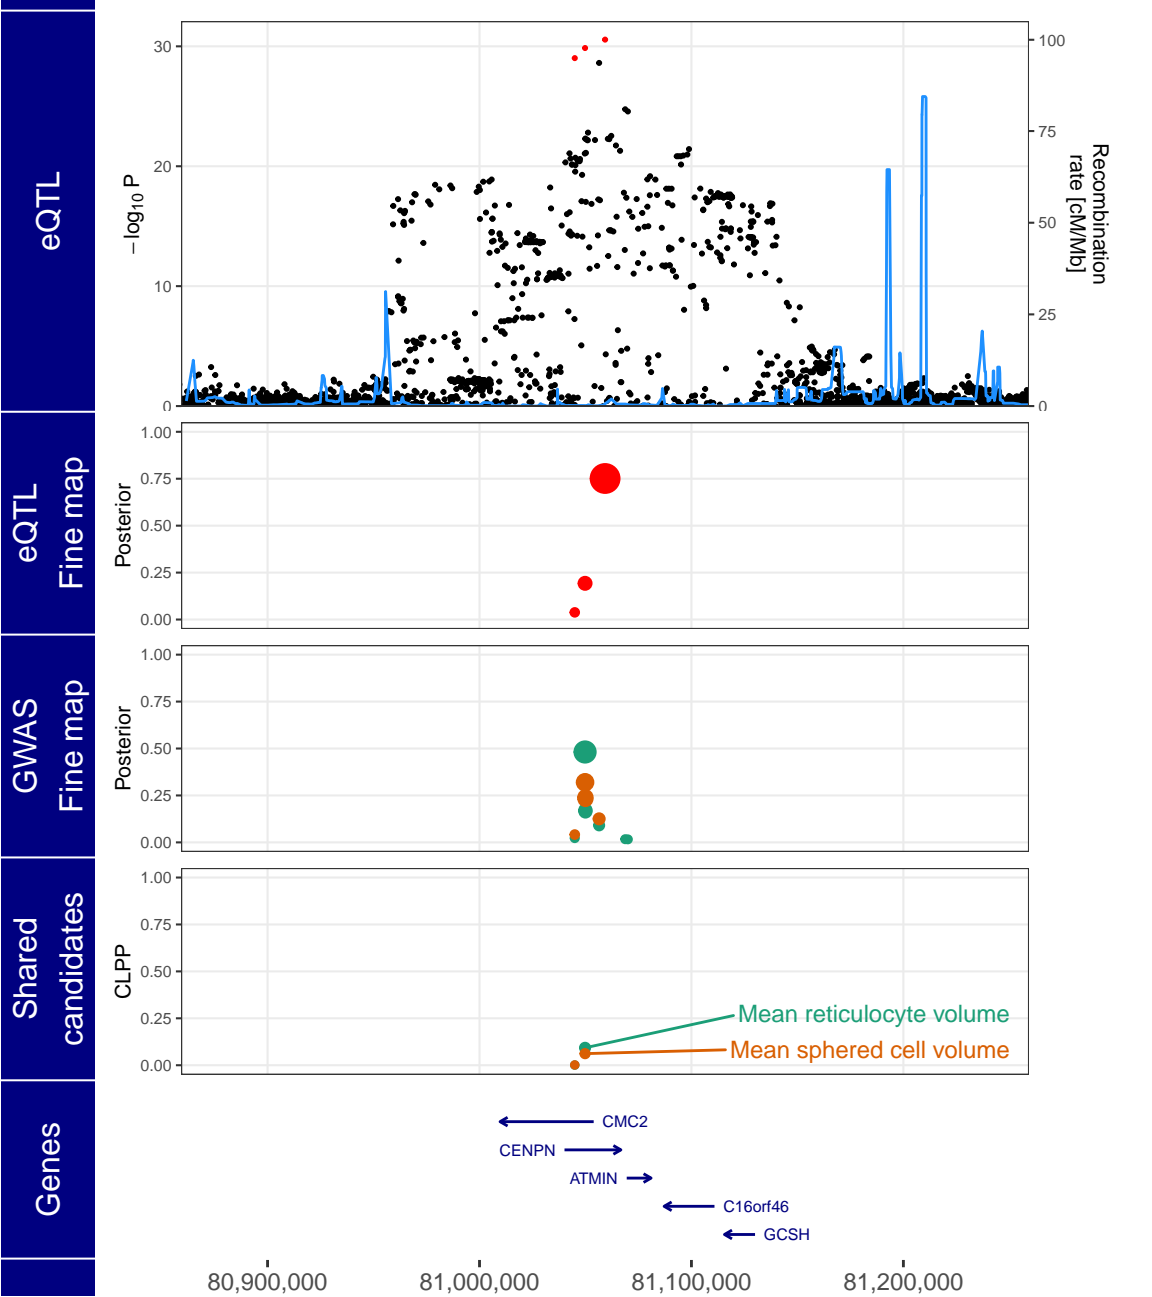 eQTL
30
20
10
0
– log10 P
100
75
50
25
0
Recombination
rate [cM/Mb]
eQTL
Fine map
1.00
0.75
0.50
0.25
0.00
Posterior
GWAS
Fine map
1.00
0.75
0.50
0.25
0.00
Posterior
Shared
candidates
1.00
0.75
0.50
0.25
0.00
CLPP
Mean reticulocyte volume
Mean sphered cell volume
Genes
CMC2
CENPN
ATMIN
C16orf46
GCSH
80,900,000 81,000,000 81,100,000 81,200,000